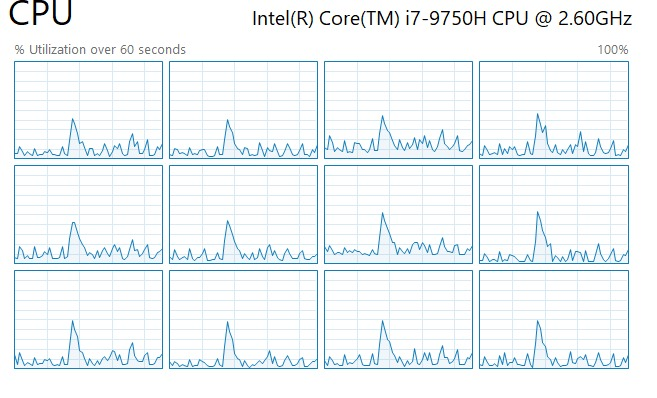 CPU
Intel(R) Core(TM) i7-9750H CPU @ 2.60GHz
% Utilization over 60 seconds
100%